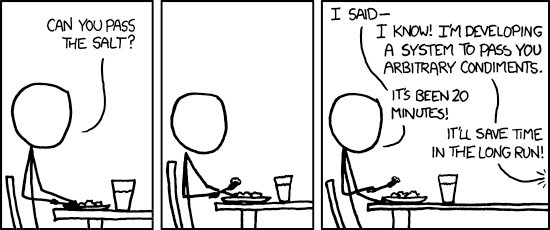 CAN YOU PASS
THE SALT?
I SAID—
I KNOW! I'M DEVELOPING
A SYSTEM TO PASS YOU
ARBITRARY CONDIMENTS.
IT'S BEEN 20
MINUTES!
IT'LL SAVE TIME
IN THE LONG RUN!